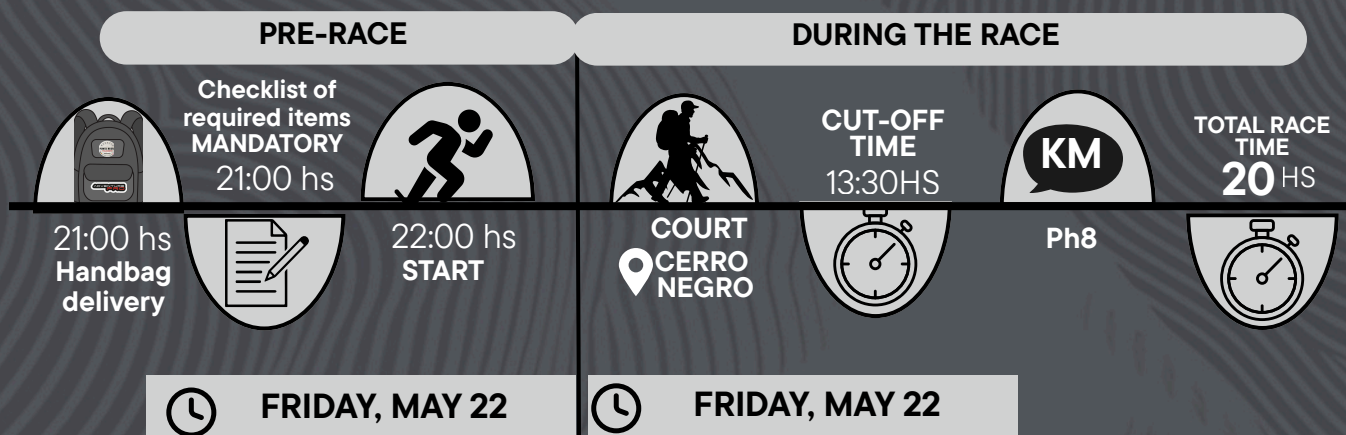 PRE-RACE
DURING THE RACE
Checklist of
required items
MANDATORY
21:00 hs
21:00 hs
Handbag
delivery
22:00 hs
START
COURT
CERRO
NEGRO
CUT-OFF
TIME
13:30HS
KM
Ph8
TOTAL RACE
TIME
20 HS
FRIDAY, MAY 22
FRIDAY, MAY 22